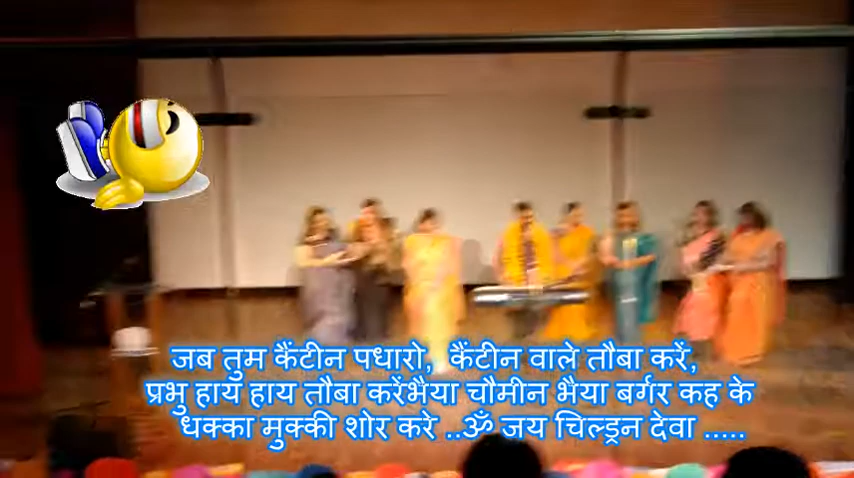 जब तुम कैंटीन पधारो, कैंटीन वाले तौबा करें,
प्रभु हाय हाय तौबा करेंभैया चौमीन भैया बर्गर कह के
धक्का मुक्की शोर करे ..ॐ जय चिल्ड्रन देवा .....